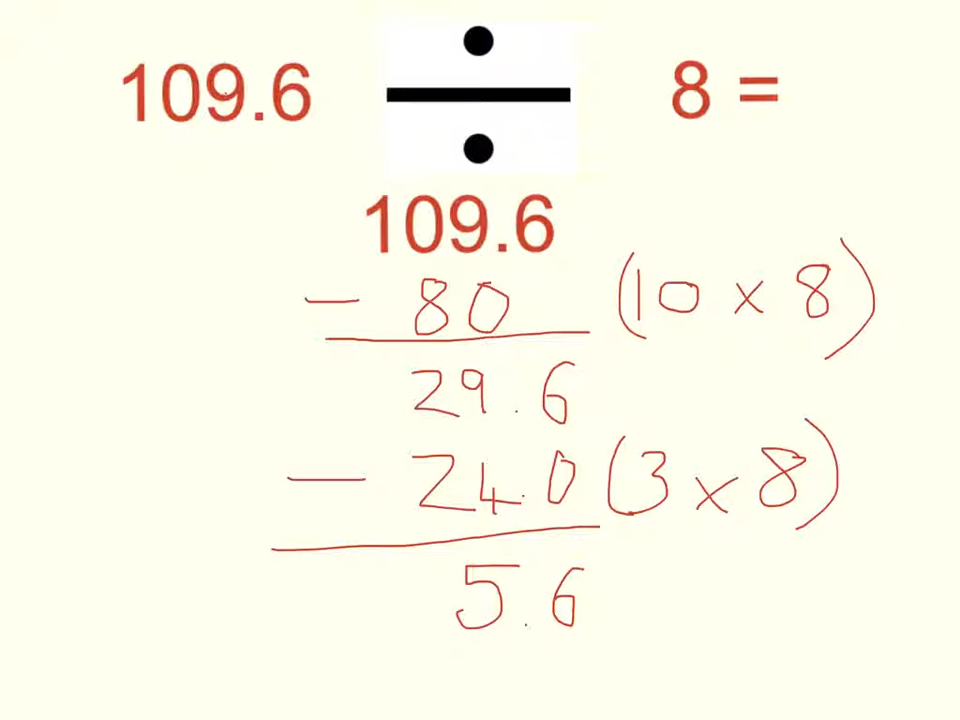 109.6 ÷ 8 =
109.6
- 80 (10 x 8)
29.6
- 24.0 (3 x 8)
5.6